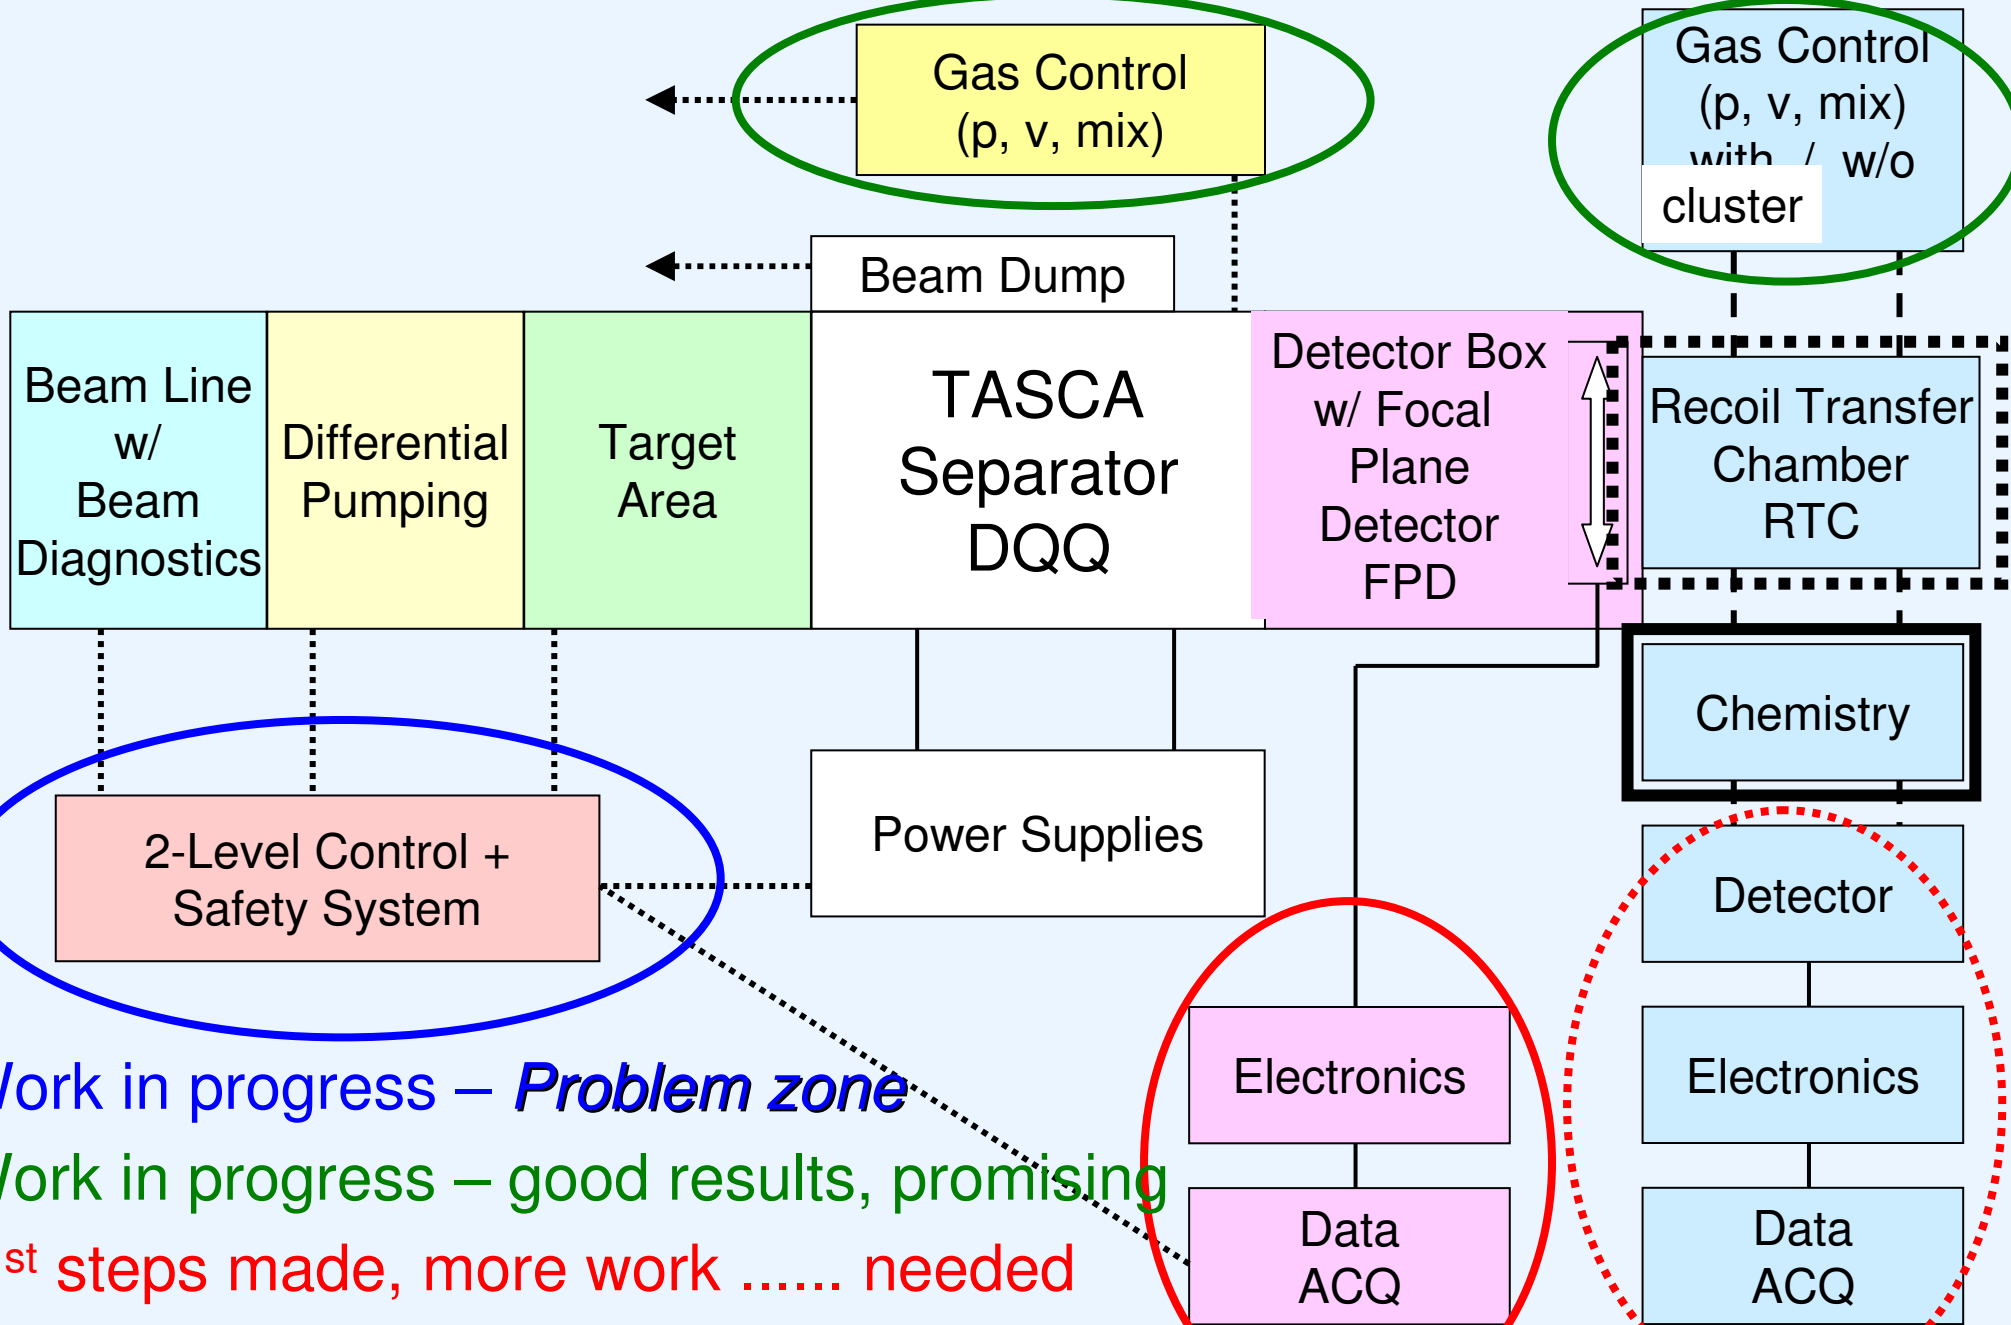 Gas Control
(p, v, mix)
Gas Control
(p, v, mix)
with / w/o
cluster
Beam Dump
Beam Line
w/
Beam
Diagnostics
Differential
Pumping
Target
Area
TASCA
Separator
DQQ
Detector Box
w/ Focal
Plane
Detector
FPD
Recoil Transfer
Chamber
RTC
Chemistry
2-Level Control +
Safety System
Power Supplies
Detector
Electronics
Electronics
Data
ACQ
Data
ACQ
Work in progress – Problem zone
Work in progress – good results, promising
st steps made, more work ...... needed